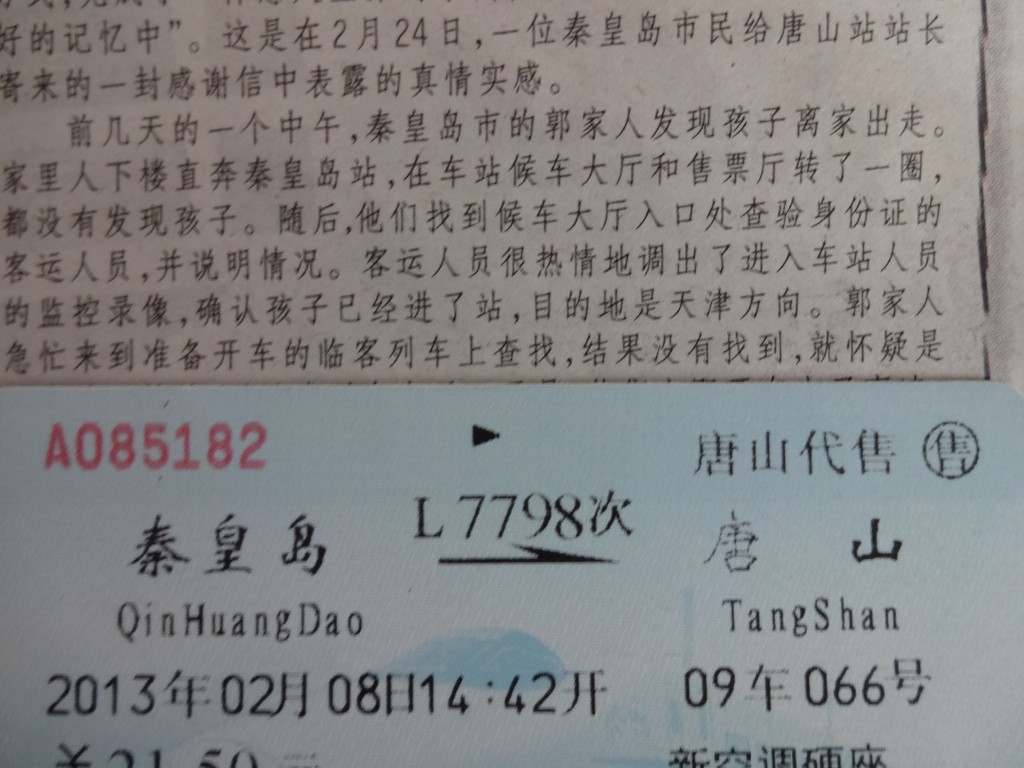 好的记忆中”。这是在2月24日,一位秦皇岛市民给唐山站站长
寄来的一封感谢信中表露的真情实感。
前几天的一个中午,秦皇岛市的郭家人发现孩子离家出走。
家里人下楼直奔秦皇岛站,在车站候车大厅和售票厅转了一圈,
都没有发现孩子。随后,他们找到候车大厅入口处查验身份证的
客运人员,并说明情况。客运人员很热情地调出了进入车站人员
的监控录像,确认孩子已经进了站,目的地是天津方向。郭家人
急忙来到准备开车的临客列车上查找,结果没有找到,就怀疑是
A085182 唐山代售 售
秦皇岛 L7798次 唐山
QinHuangDao TangShan
2013年02月08日14:42开 09车066号
¥21.50元 新空调硬座